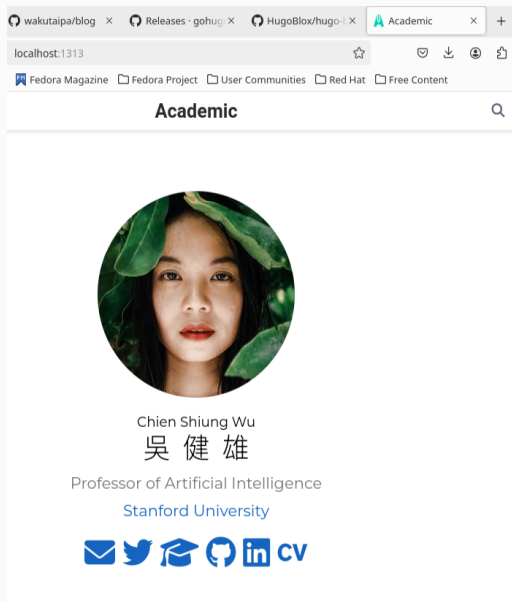 wakutaipa/blog
Releases · gohug
HugoBlox/hugo-b
Academic
localhost:1313
Fedora Magazine
Fedora Project
User Communities
Red Hat
Free Content
Academic
Chien Shiung Wu
吳健雄
Professor of Artificial Intelligence
Stanford University
CV